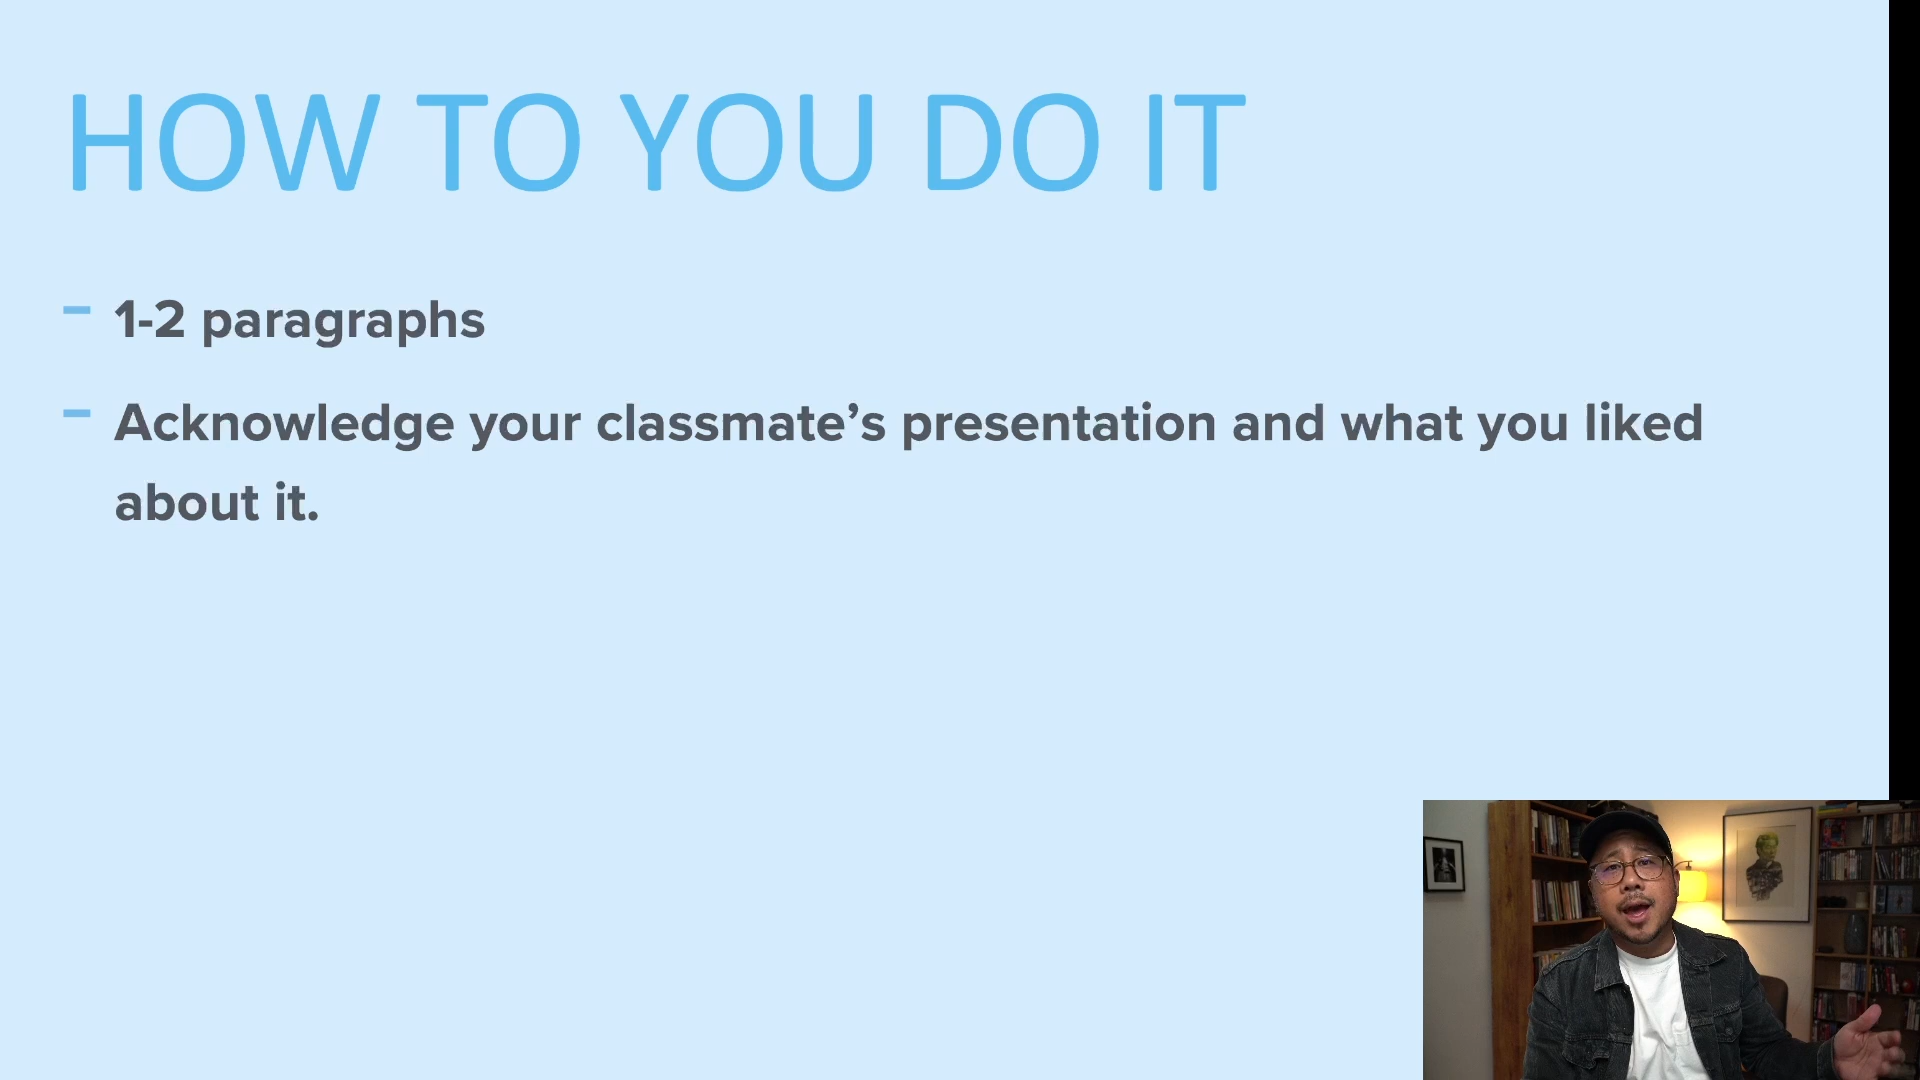 HOW TO YOU DO IT
- 1-2 paragraphs
- Acknowledge your classmate’s presentation and what you liked
about it.